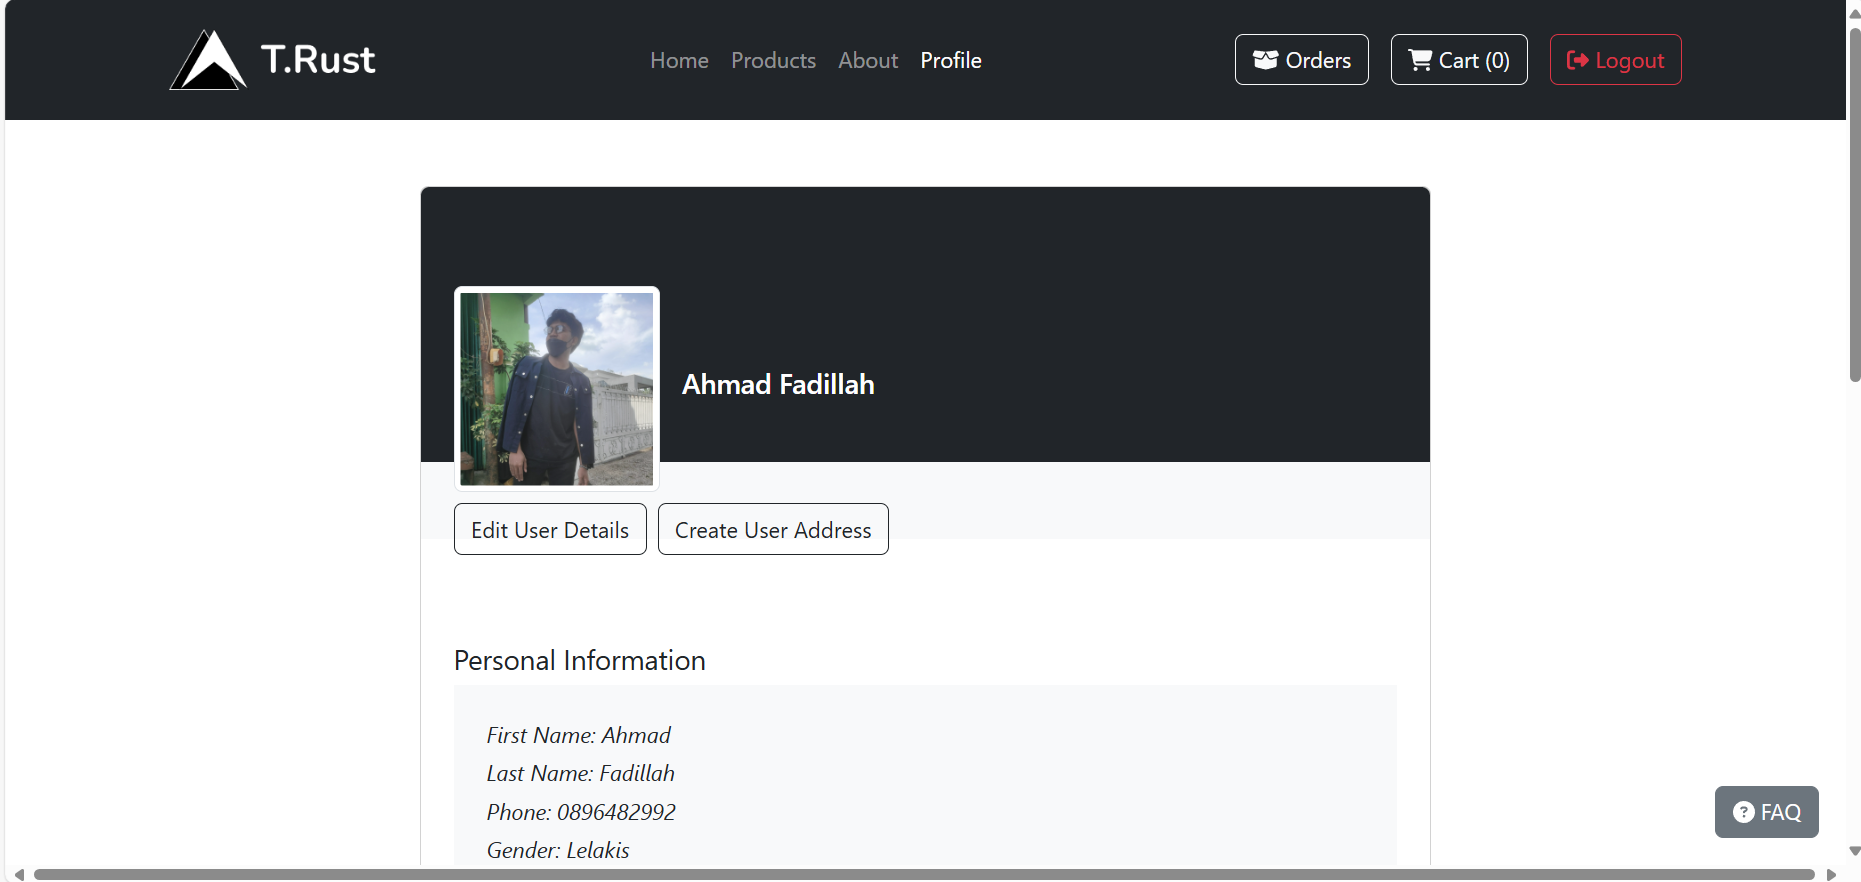 T.Rust
Home Products About Profile
Orders Cart (0) Logout
Ahmad Fadillah
Edit User Details Create User Address
Personal Information
First Name: Ahmad
Last Name: Fadillah
Phone: 0896482992
Gender: Lelakis
? FAQ